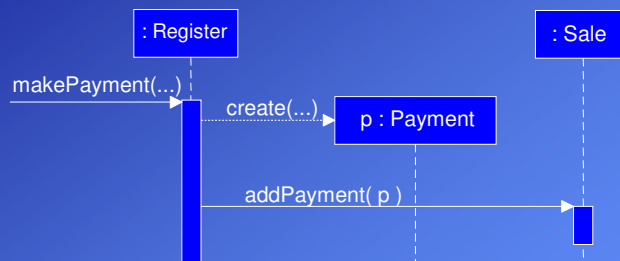 : Register
: Sale
makePayment(...)
create(...)
p : Payment
addPayment( p )